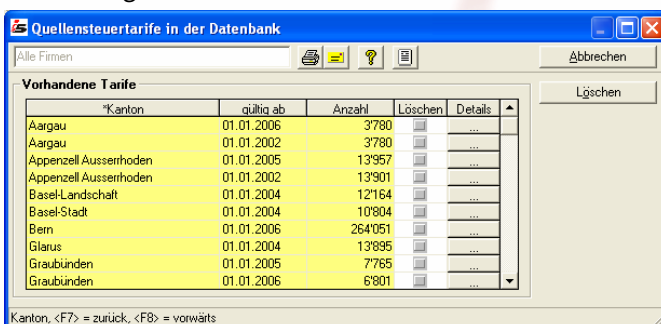 Quellensteuertarife in der Datenbank
Alle Firmen
Abbrechen
Löschen
Vorhandene Tarife
*Kanton gültig ab Anzahl Löschen Details
Aargau 01.01.2006 3'780 ...
Aargau 01.01.2002 3'780 ...
Appenzell Ausserrhoden 01.01.2005 13'957 ...
Appenzell Ausserrhoden 01.01.2002 13'901 ...
Basel-Landschaft 01.01.2004 12'164 ...
Basel-Stadt 01.01.2004 10'804 ...
Bern 01.01.2006 264'051 ...
Glarus 01.01.2004 13'895 ...
Graubünden 01.01.2005 7'765 ...
Graubünden 01.01.2006 6'801 ...
Kanton, <F7> = zurück, <F8> = vorwärts